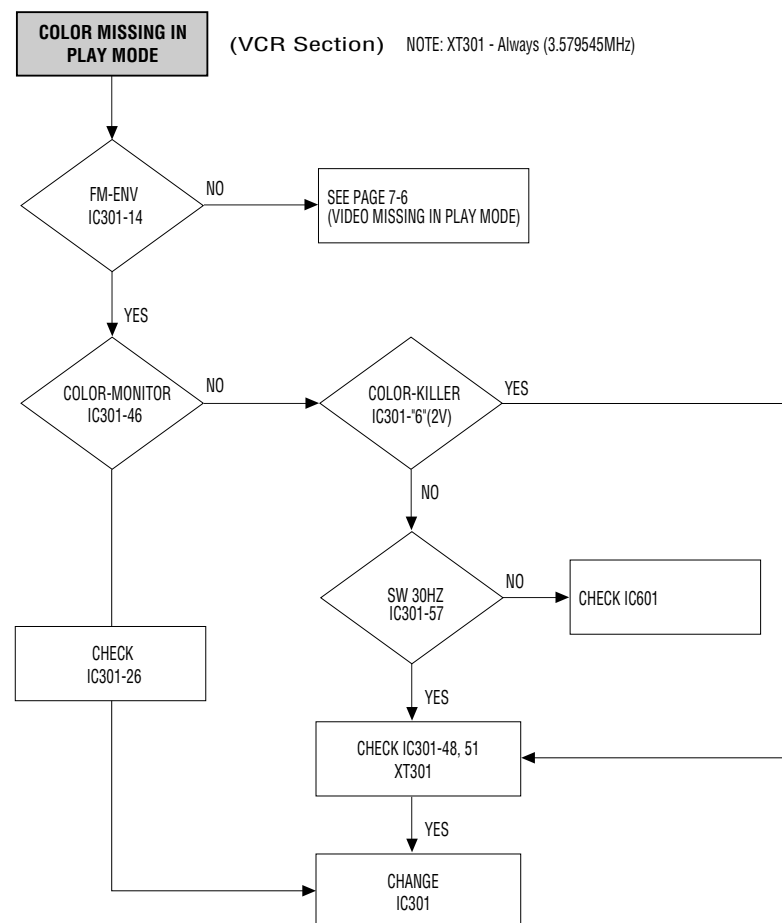 COLOR MISSING IN
PLAY MODE
(VCR Section) NOTE: XT301 - Always (3.579545MHz)
FM-ENV
IC301-14
NO
SEE PAGE 7-6
(VIDEO MISSING IN PLAY MODE)
YES
COLOR-MONITOR
IC301-46
NO
COLOR-KILLER
IC301-"6"(2V)
YES
NO
SW 30HZ
IC301-57
NO
CHECK IC601
CHECK
IC301-26
YES
CHECK IC301-48, 51
XT301
YES
CHANGE
IC301